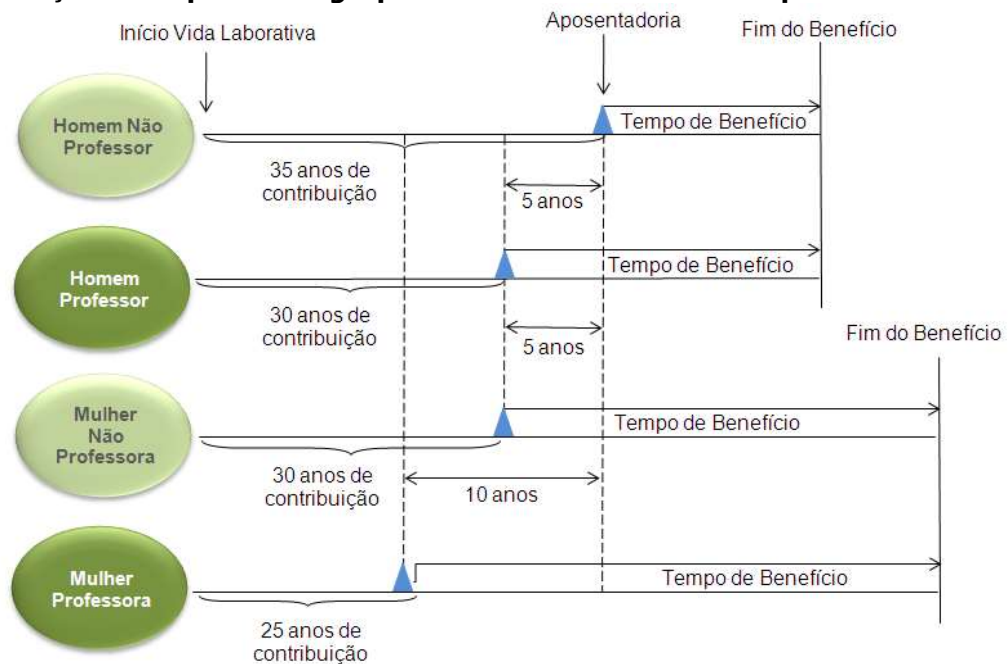 Início Vida Laborativa
Aposentadoria
Fim do Benefício
Homem Não
Professor
Tempo de Benefício
35 anos de
contribuição
5 anos
Homem
Professor
Tempo de Benefício
30 anos de
contribuição
5 anos
Fim do Benefício
Mulher
Não
Professora
Tempo de Benefício
30 anos de
contribuição
10 anos
Mulher
Professora
Tempo de Benefício
25 anos de
contribuição